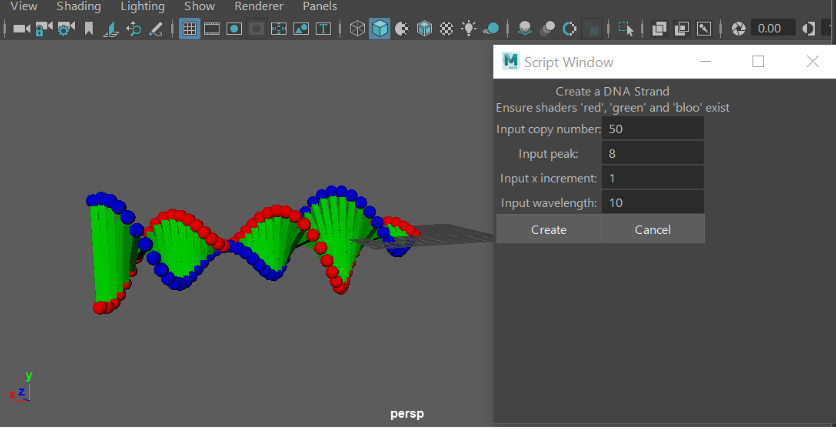 View Shading Lighting Show Renderer Panels
0.00
Script Window
Create a DNA Strand
Ensure shaders 'red', 'green' and 'bloo' exist
Input copy number: 50
Input peak: 8
Input x increment: 1
Input wavelength: 10
Create Cancel
y
x z
persp